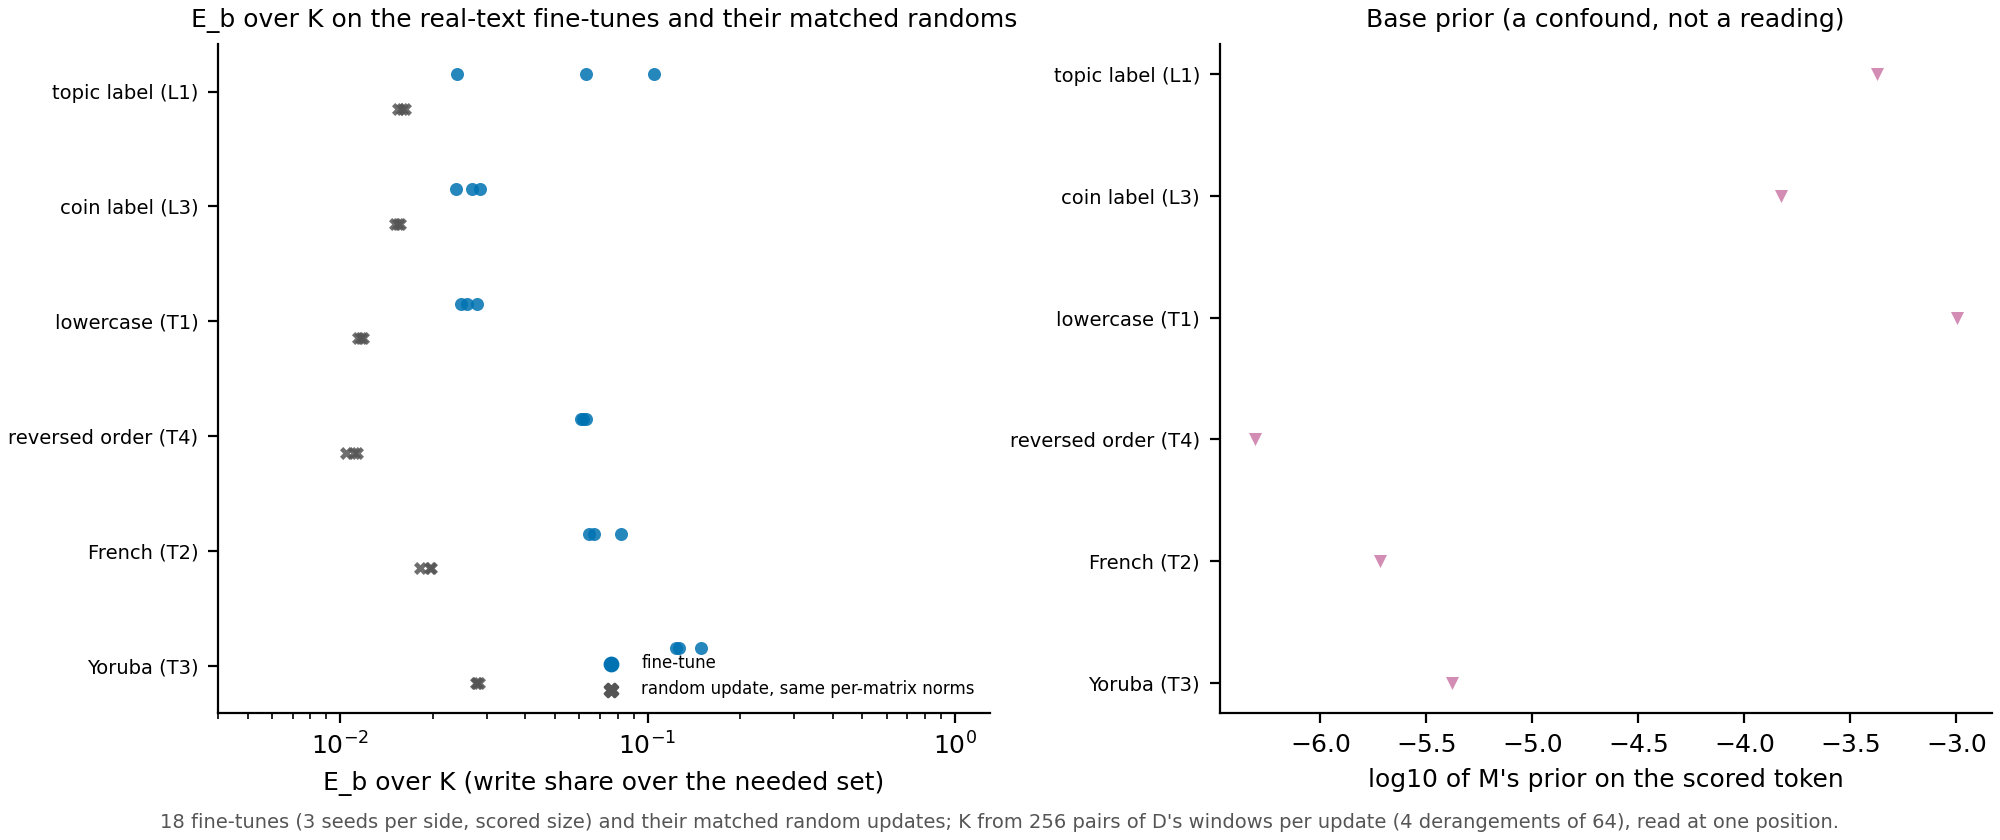 E_b over K on the real-text fine-tunes and their matched randoms
topic label (L1)
coin label (L3)
lowercase (T1)
reversed order (T4)
French (T2)
Yoruba (T3)
fine-tune
random update, same per-matrix norms
10⁻²
10⁻¹
10⁰
E_b over K (write share over the needed set)
Base prior (a confound, not a reading)
topic label (L1)
coin label (L3)
lowercase (T1)
reversed order (T4)
French (T2)
Yoruba (T3)
−6.0 −5.5 −5.0 −4.5 −4.0 −3.5 −3.0
log10 of M's prior on the scored token
18 fine-tunes (3 seeds per side, scored size) and their matched random updates; K from 256 pairs of D's windows per update (4 derangements of 64), read at one position.